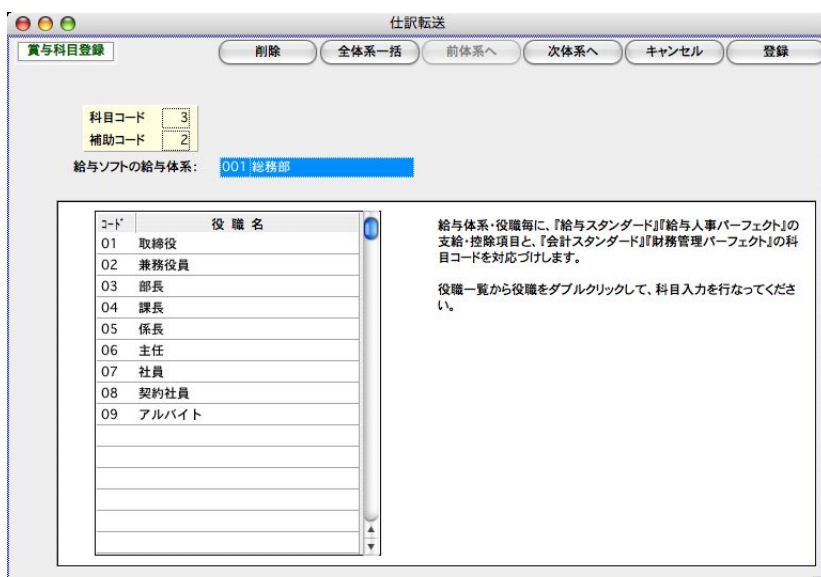 仕訳転送
賞与科目登録
削除 全体系一括 前体系へ 次体系へ キャンセル 登録
科目コード 3
補助コード 2
給与ソフトの給与体系: 001 総務部
ｺｰﾄﾞ 役 職 名
01 取締役
02 兼務役員
03 部長
04 課長
05 係長
06 主任
07 社員
08 契約社員
09 アルバイト
給与体系・役職毎に、『給与スタンダード』『給与人事パーフェクト』の
支給・控除項目と、『会計スタンダード』『財務管理パーフェクト』の科
目コードを対応づけします。
役職一覧から役職をダブルクリックして、科目入力を行なってくださ
い。